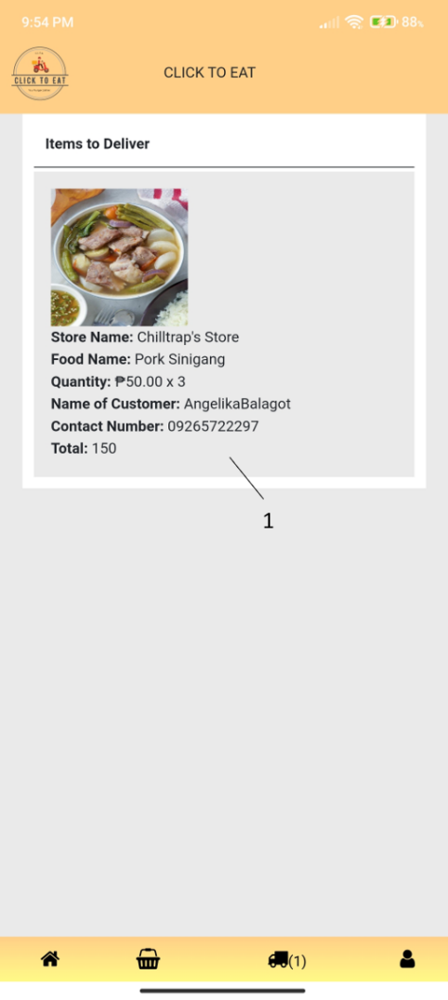 9:54 PM
88%
CLICK TO EAT
CLICK TO EAT
Items to Deliver
Store Name: Chilltrap's Store
Food Name: Pork Sinigang
Quantity: ₱50.00 x 3
Name of Customer: AngelikaBalagot
Contact Number: 09265722297
Total: 150
1
(1)